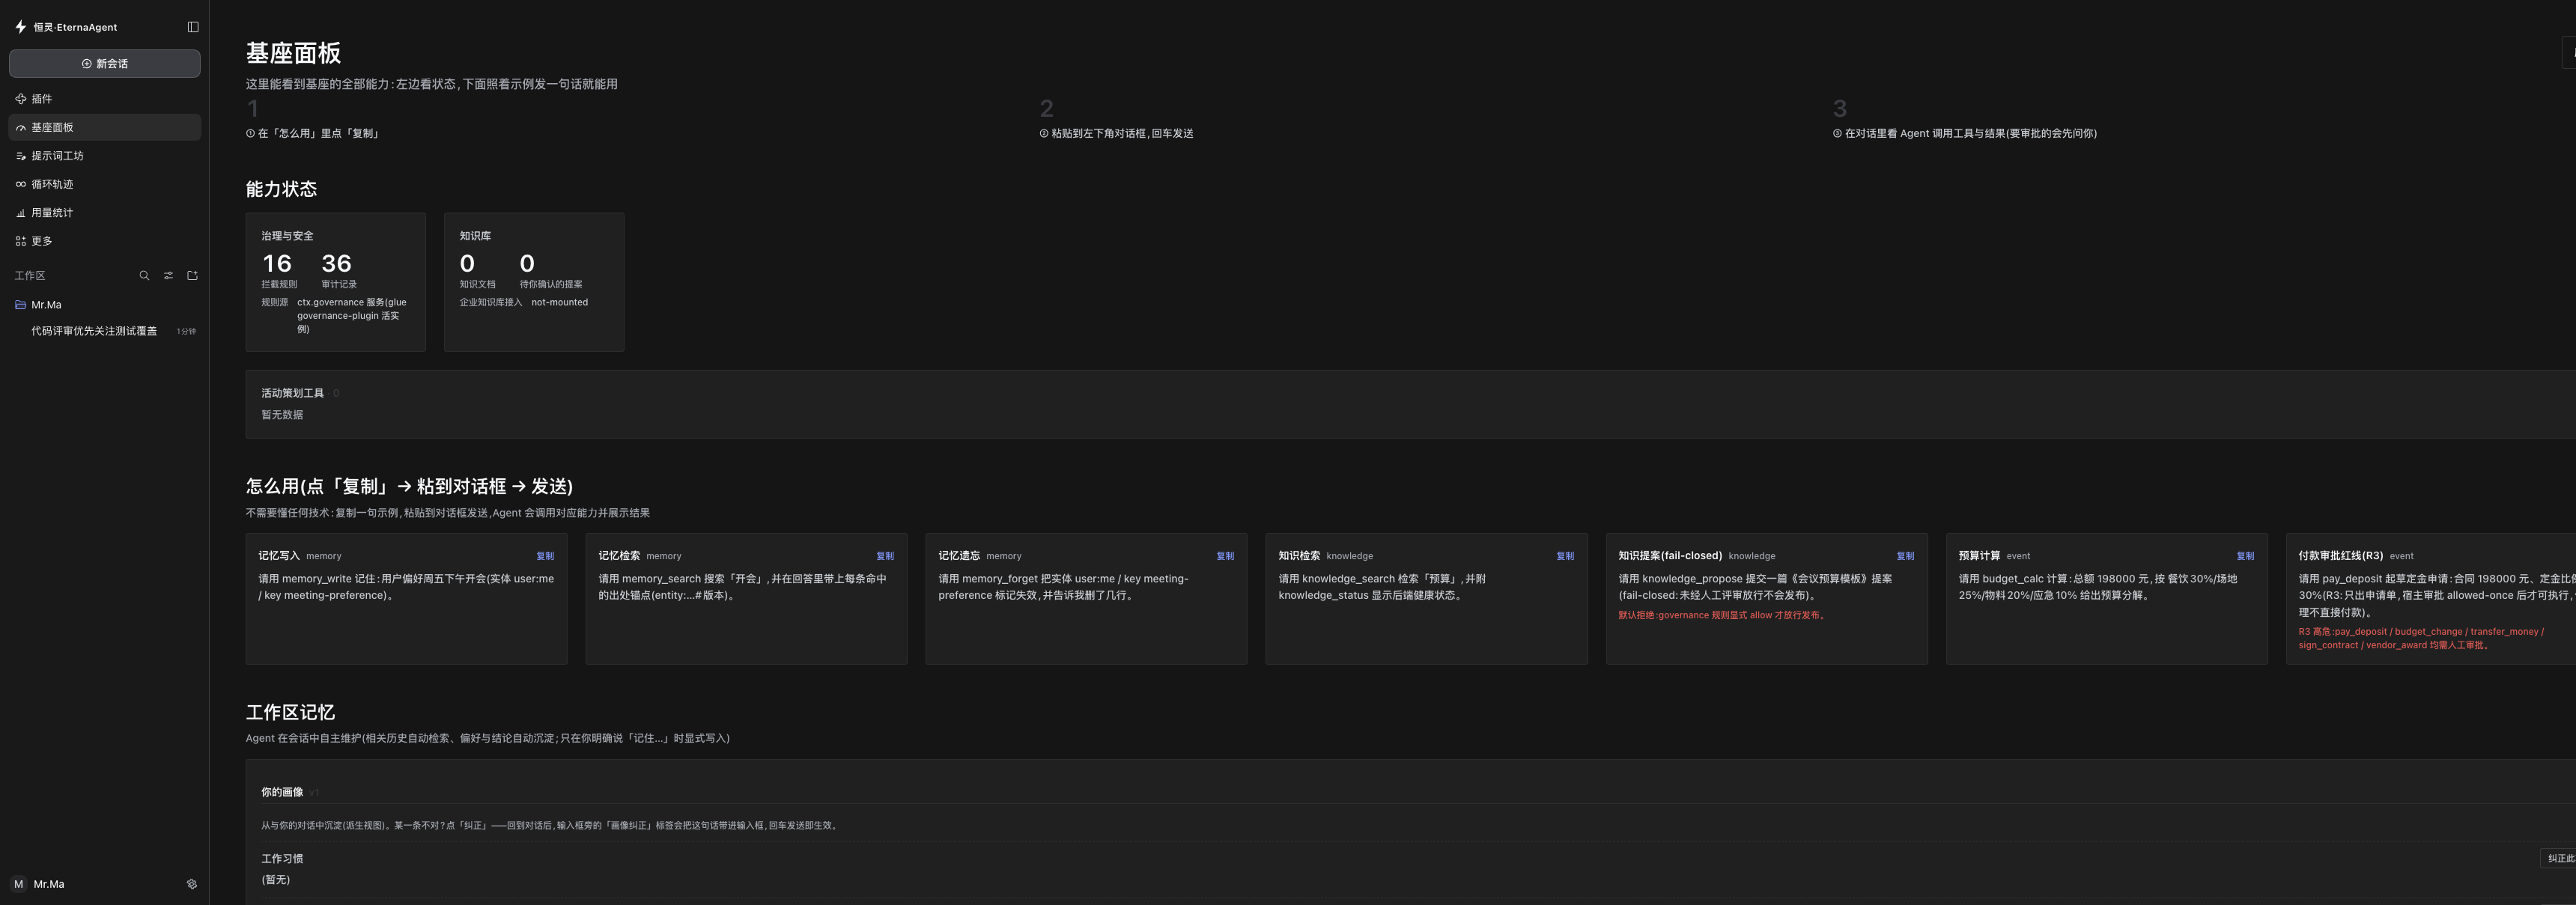 恒灵·EternaAgent
新会话
插件
基座面板
提示词工坊
循环轨迹
用量统计
更多
工作区
Mr.Ma
代码评审优先关注测试覆盖 1分钟
M Mr.Ma
基座面板
这里能看到基座的全部能力:左边看状态,下面照着示例发一句话就能用
1
① 在「怎么用」里点「复制」
2
② 粘贴到左下角对话框,回车发送
3
③ 在对话里看 Agent 调用工具与结果(要审批的会先问你)
能力状态
治理与安全
16 36
拦截规则 审计记录
规则源 ctx.governance 服务(glue
governance-plugin 活实
例)
知识库
0 0
知识文档 待你确认的提案
企业知识库接入 not-mounted
活动策划工具 0
暂无数据
怎么用(点「复制」→ 粘到对话框 → 发送)
不需要懂任何技术:复制一句示例,粘贴到对话框发送,Agent 会调用对应能力并展示结果
记忆写入 memory 复制
请用 memory_write 记住:用户偏好周五下午开会(实体 user:me
/ key meeting-preference)。
记忆检索 memory 复制
请用 memory_search 搜索「开会」,并在回答里带上每条命中
的出处锚点(entity:...#版本)。
记忆遗忘 memory 复制
请用 memory_forget 把实体 user:me / key meeting-
preference 标记失效,并告诉我删了几行。
知识检索 knowledge 复制
请用 knowledge_search 检索「预算」,并附
knowledge_status 显示后端健康状态。
知识提案(fail-closed) knowledge 复制
请用 knowledge_propose 提交一篇《会议预算模板》提案
(fail-closed:未经人工评审放行不会发布)。
默认拒绝:governance 规则显式 allow 才放行发布。
预算计算 event 复制
请用 budget_calc 计算:总额 198000 元,按 餐饮30%/场地
25%/物料20%/应急10% 给出预算分解。
付款审批红线(R3) event
请用 pay_deposit 起草定金申请:合同 198000 元、定金比
30%(R3:只出申请单,宿主审批 allowed-once 后才可执行,
理不直接付款)。
R3 高危:pay_deposit / budget_change / transfer_money /
sign_contract / vendor_award 均需人工审批。
工作区记忆
Agent 在会话中自主维护(相关历史自动检索、偏好与结论自动沉淀;只在你明确说「记住...」时显式写入)
你的画像 v1
从与你的对话中沉淀(派生视图)。某一条不对?点「纠正」——回到对话后,输入框旁的「画像纠正」标签会把这句话带进输入框,回车发送即生效。
工作习惯 纠正此
(暂无)